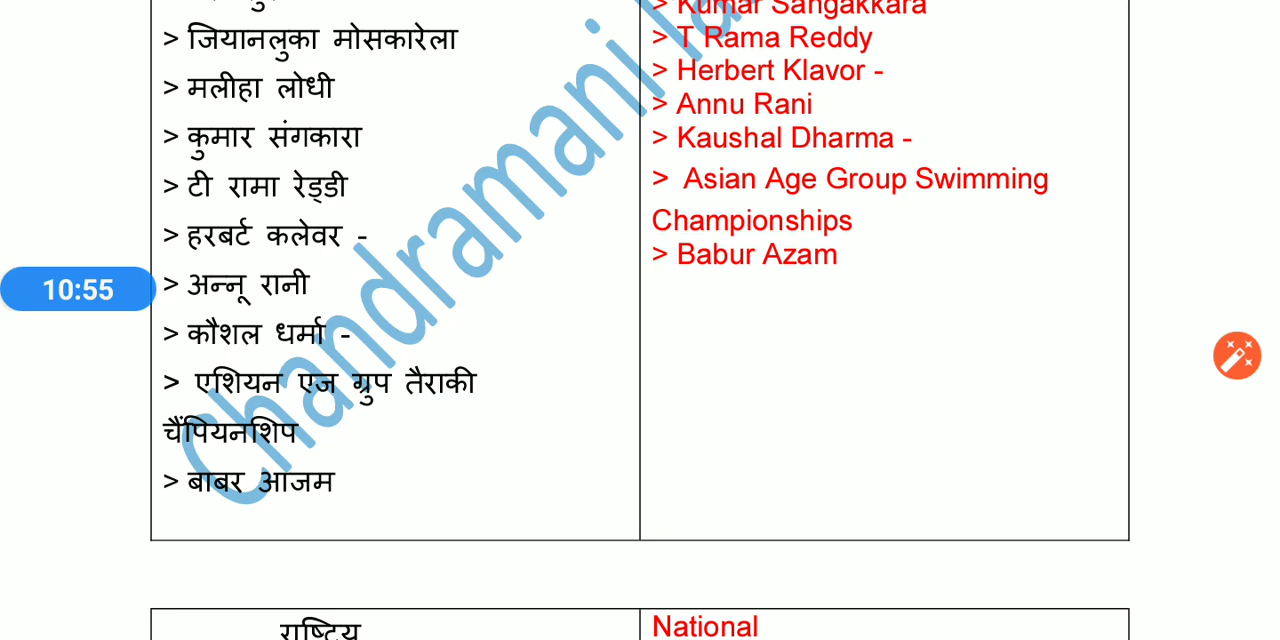 > जियानलुका मोसकारेला
> मलीहा लोधी
> कुमार संगकारा
> टी रामा रेड्डी
> हरबर्ट कलेवर -
> अन्नू रानी
> कौशल धर्मा -
> एशियन एज ग्रुप तैराकी
चैंपियनशिप
> बाबर आजम
> Kumar Sangakkara
> T Rama Reddy
> Herbert Klavor -
> Annu Rani
> Kaushal Dharma -
> Asian Age Group Swimming
Championships
> Babur Azam
10:55
Chandramani
राष्ट्रिय
National